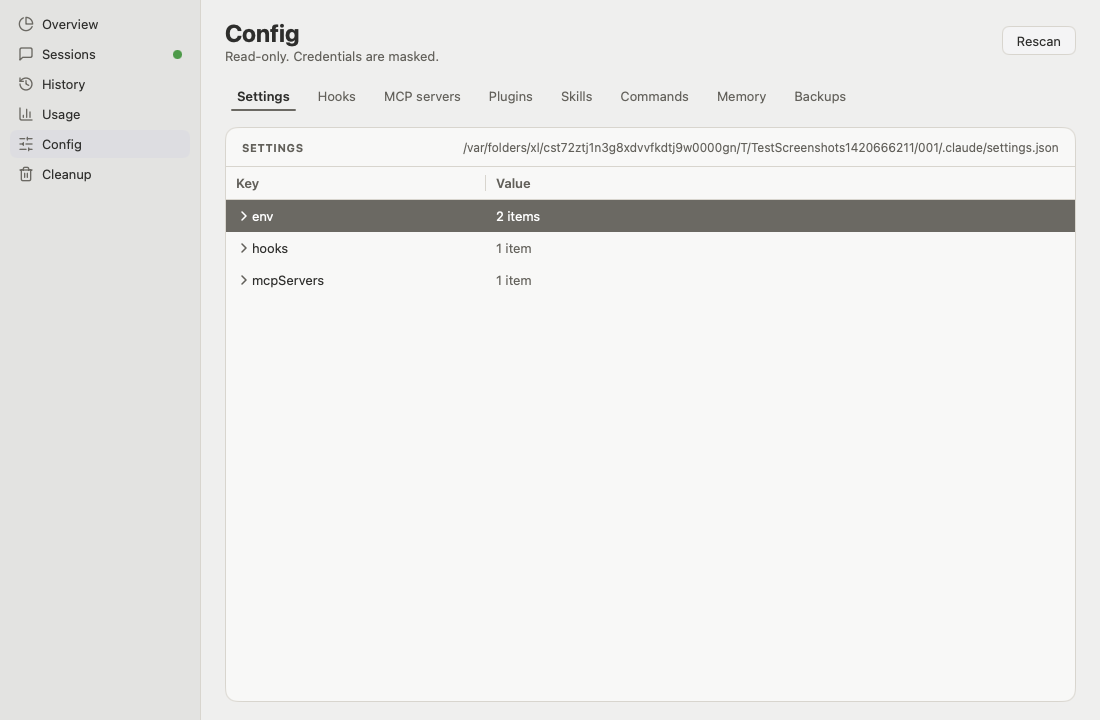 Overview
Sessions
History
Usage
Config
Cleanup
Config
Read-only. Credentials are masked.
Rescan
Settings Hooks MCP servers Plugins Skills Commands Memory Backups
SETTINGS /var/folders/xl/cst72ztj1n3g8xdvvfkdtj9w0000gn/T/TestScreenshots1420666211/001/.claude/settings.json
Key Value
env 2 items
hooks 1 item
mcpServers 1 item